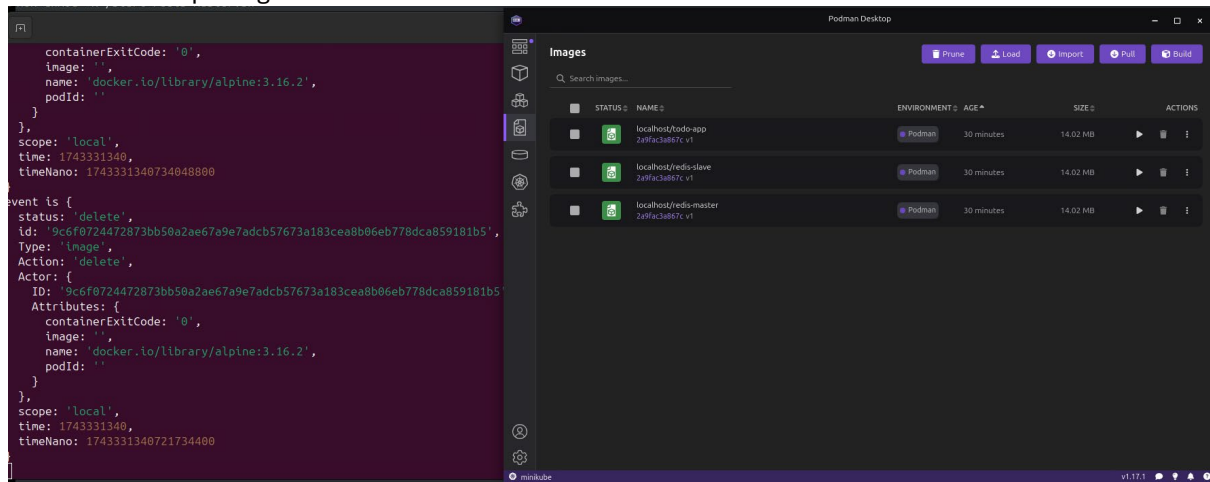 containerExitCode: '0',
image: '',
name: 'docker.io/library/alpine:3.16.2',
podId: ''
}
},
scope: 'local',
time: 1743331340,
timeNano: 1743331340734048800
}
event is {
status: 'delete',
id: '9c6f0724472873bb50a2ae67a9e7adcb57673a183cea8b06eb778dca859181b5',
Type: 'image',
Action: 'delete',
Actor: {
ID: '9c6f0724472873bb50a2ae67a9e7adcb57673a183cea8b06eb778dca859181b5'
Attributes: {
containerExitCode: '0',
image: '',
name: 'docker.io/library/alpine:3.16.2',
podId: ''
}
},
scope: 'local',
time: 1743331340,
timeNano: 1743331340721734400
}
Podman Desktop
Images
Prune Load Import Pull Build
Search images...
STATUS NAME ENVIRONMENT AGE SIZE ACTIONS
localhost/todo-app
2a9fac3a867c v1
Podman 30 minutes 14.02 MB
localhost/redis-slave
2a9fac3a867c v1
Podman 30 minutes 14.02 MB
localhost/redis-master
2a9fac3a867c v1
Podman 30 minutes 14.02 MB
minikube
v1.17.1